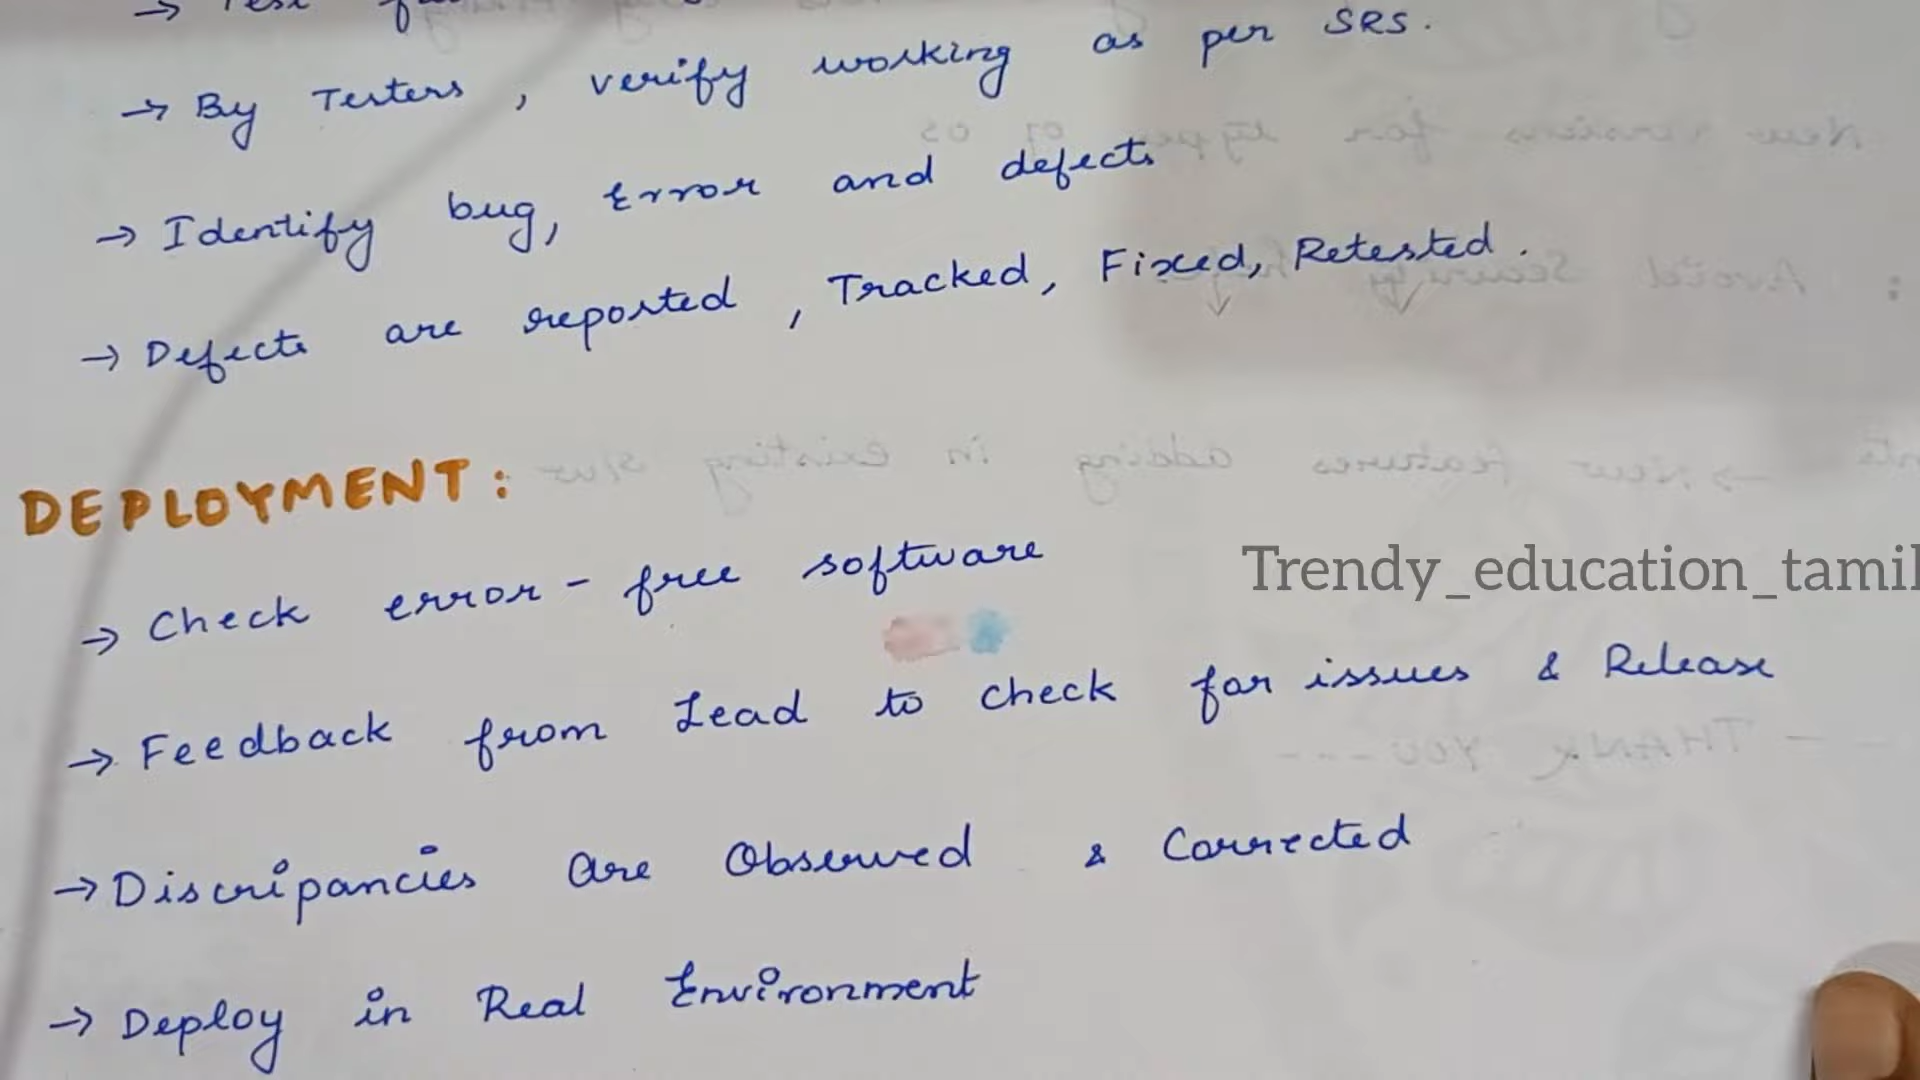 → Test
→ By Testers, verify working as per SRS.
→ Identify bug, Error and defects
→ Defects are reported, Tracked, Fixed, Retested.
DEPLOYMENT:
→ Check error-free software
Trendy_education_tamil
→ Feedback from Lead to check for issues & Release
→ Discripancies are Observed & Corrected
→ Deploy in Real Environment